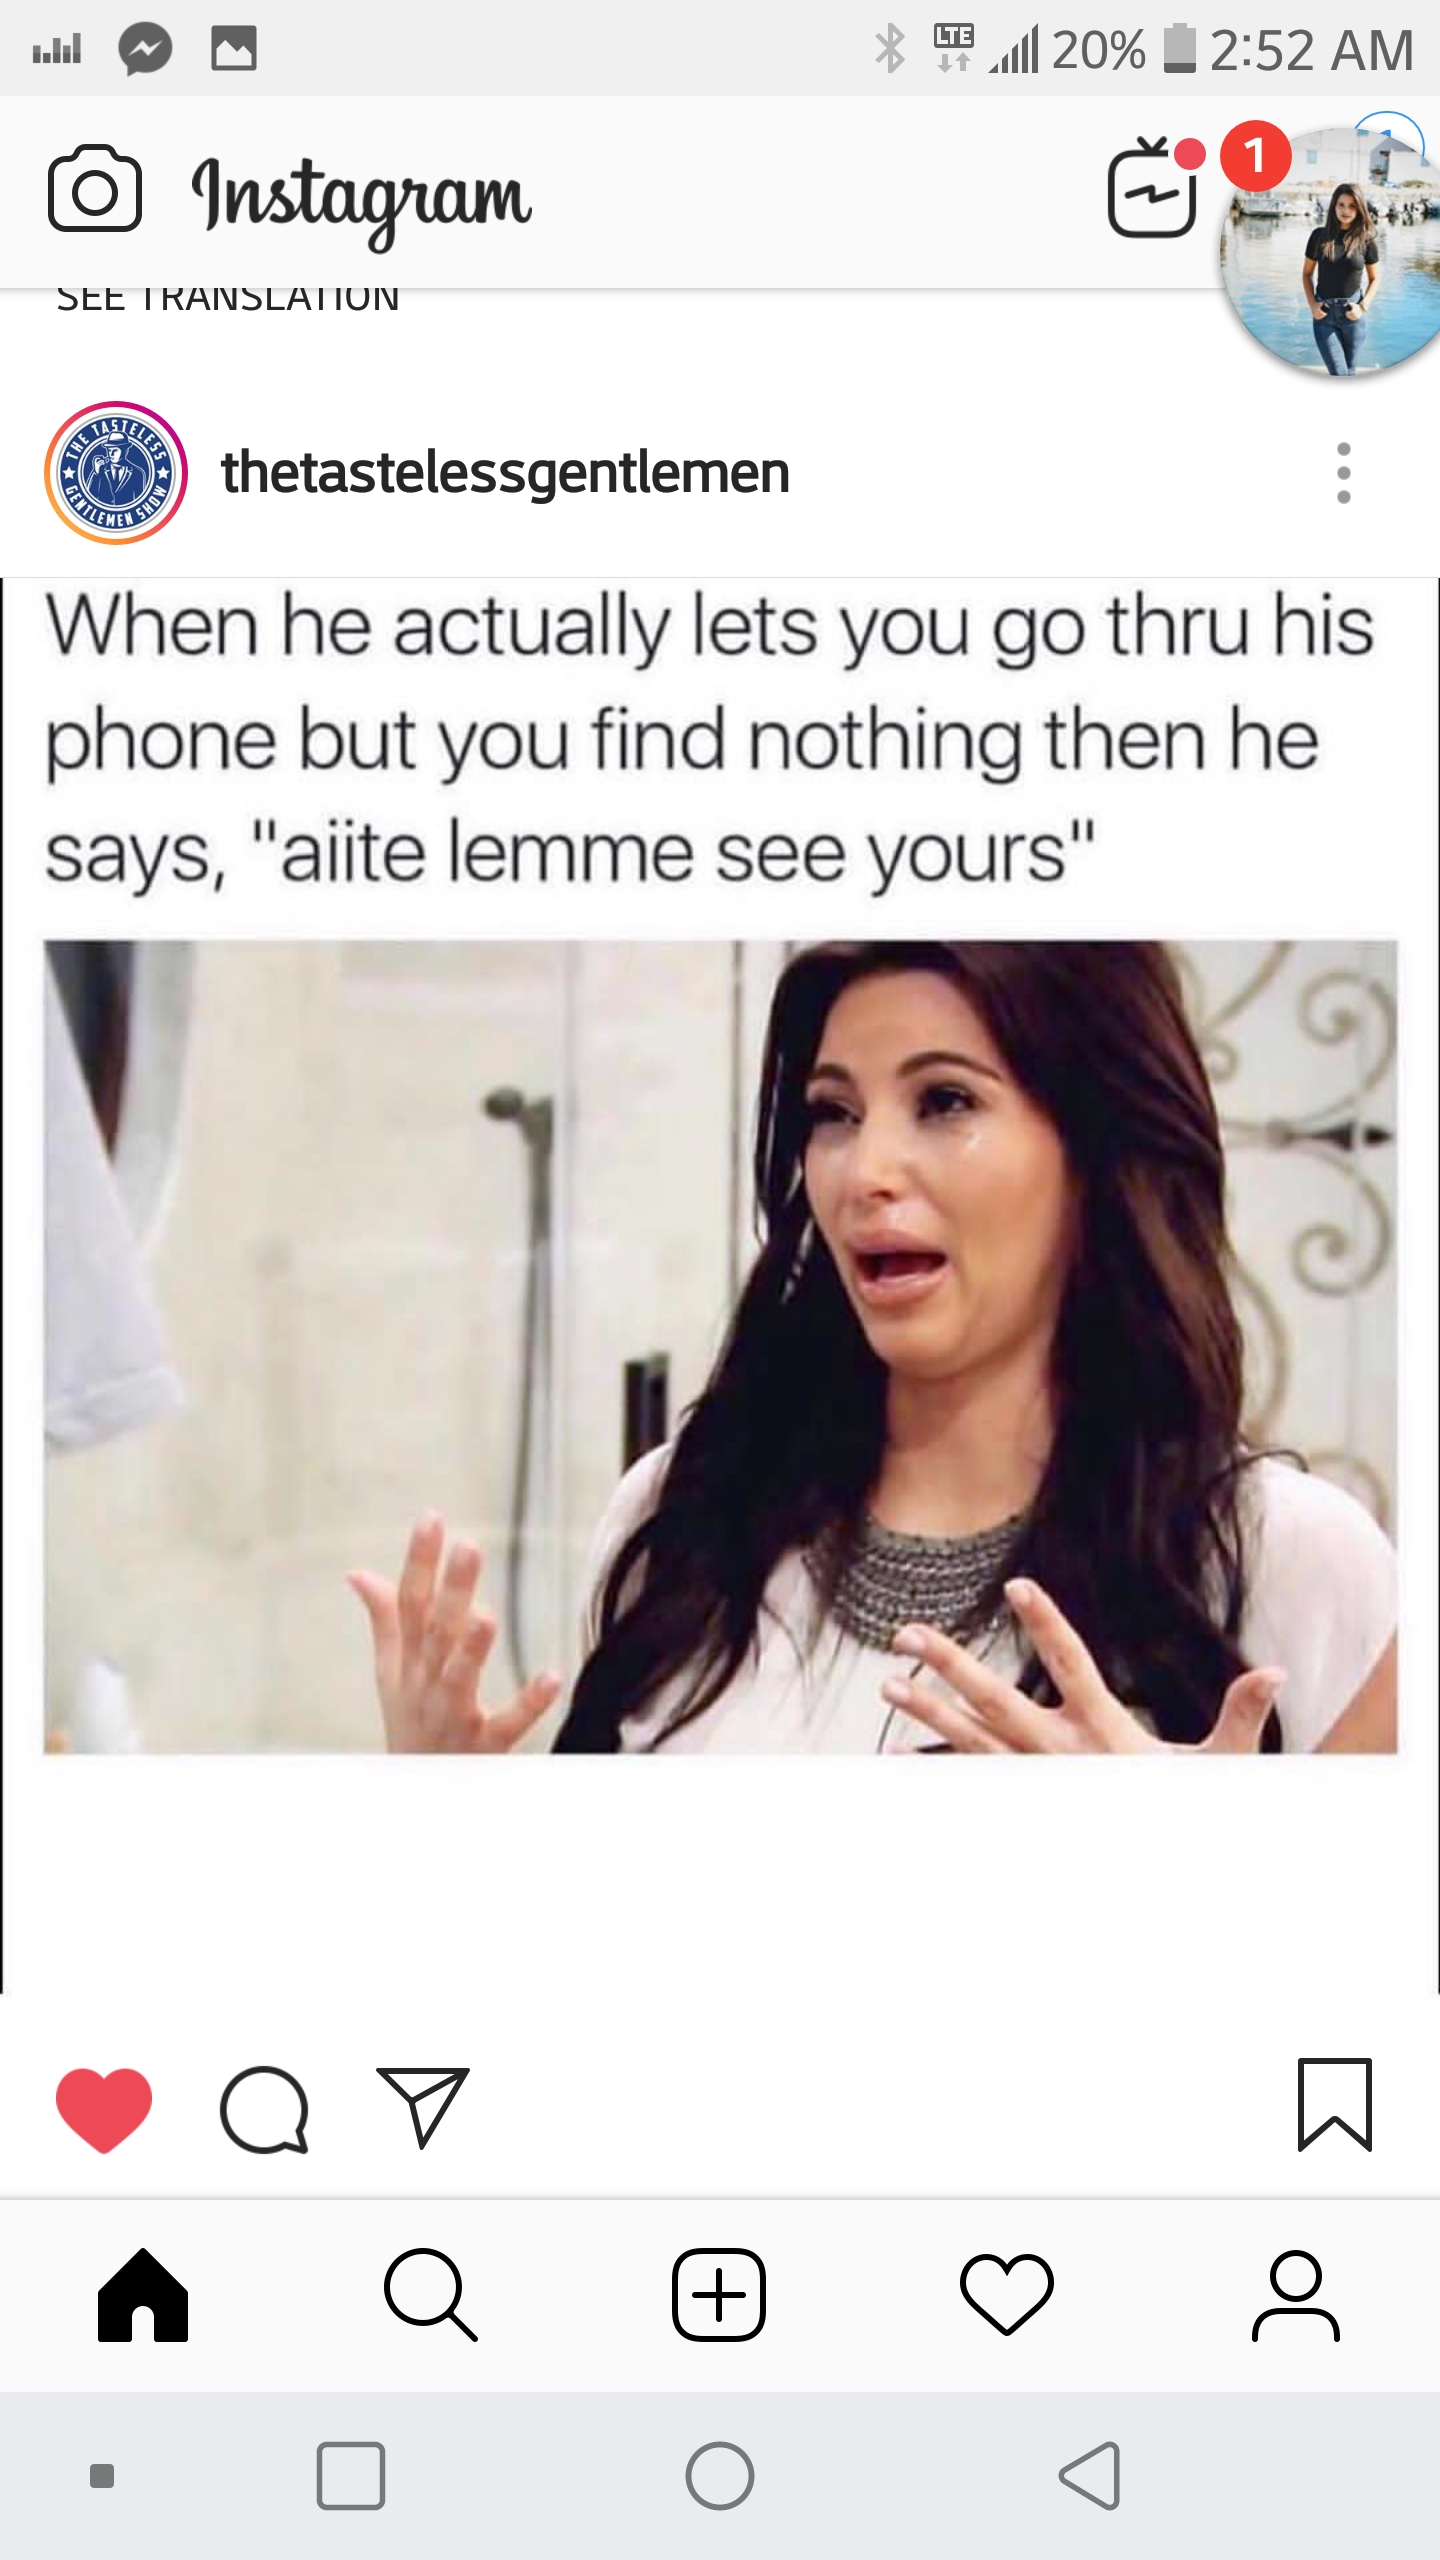 20% 2:52 AM
LTE
Instagram
1
SEE TRANSLATION
THE TASTELESS
GENTLEMEN SHOW
thetastelessgentlemen
When he actually lets you go thru his
phone but you find nothing then he
says, "aiite lemme see yours"